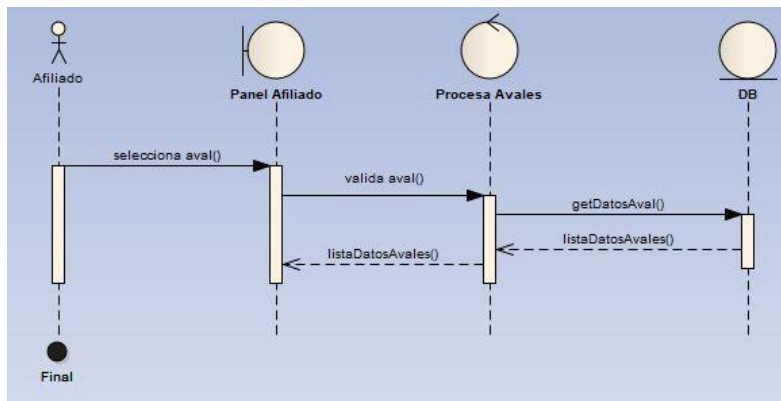 Afiliado
Panel Afiliado
Procesa Avales
DB
selecciona aval()
valida aval()
getDatosAval()
listaDatosAvales()
listaDatosAvales()
Final